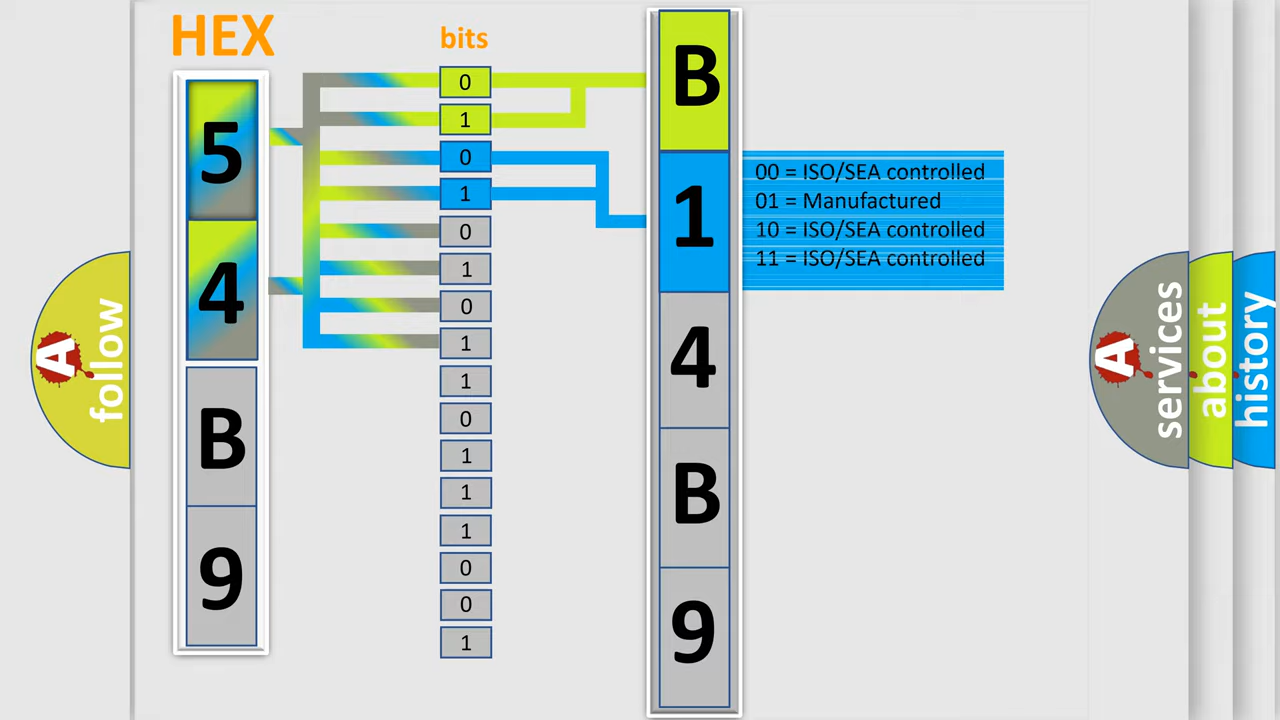 HEX
bits
5
4
B
9
0
1
0
1
0
1
0
1
1
0
1
1
1
0
0
1
B
1
4
B
9
00 = ISO/SEA controlled
01 = Manufactured
10 = ISO/SEA controlled
11 = ISO/SEA controlled
A
follow
A
services
about
history